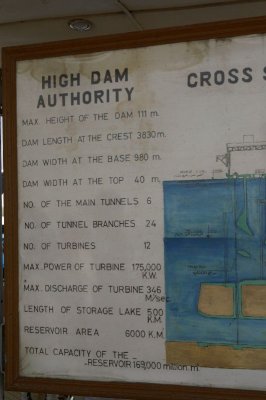 HIGH DAM
AUTHORITY
CROSS S
MAX. HEIGHT OF THE DAM 111 m.
DAM LENGTH AT THE CREST 3830 m.
DAM WIDTH AT THE BASE 980 m.
DAM WIDTH AT THE TOP 40 m.
NO. OF THE MAIN TUNNELS 6
NO. OF TUNNEL BRANCHES 24
NO. OF TURBINES 12
MAX. POWER OF TURBINE 175,000
K.W.
MAX. DISCHARGE OF TURBINE 346
M³/sec.
LENGTH OF STORAGE LAKE 500
K.M.
RESERVOIR AREA 6000 K.M.
TOTAL CAPACITY OF THE _
_RESERVOIR 169,000 million m.